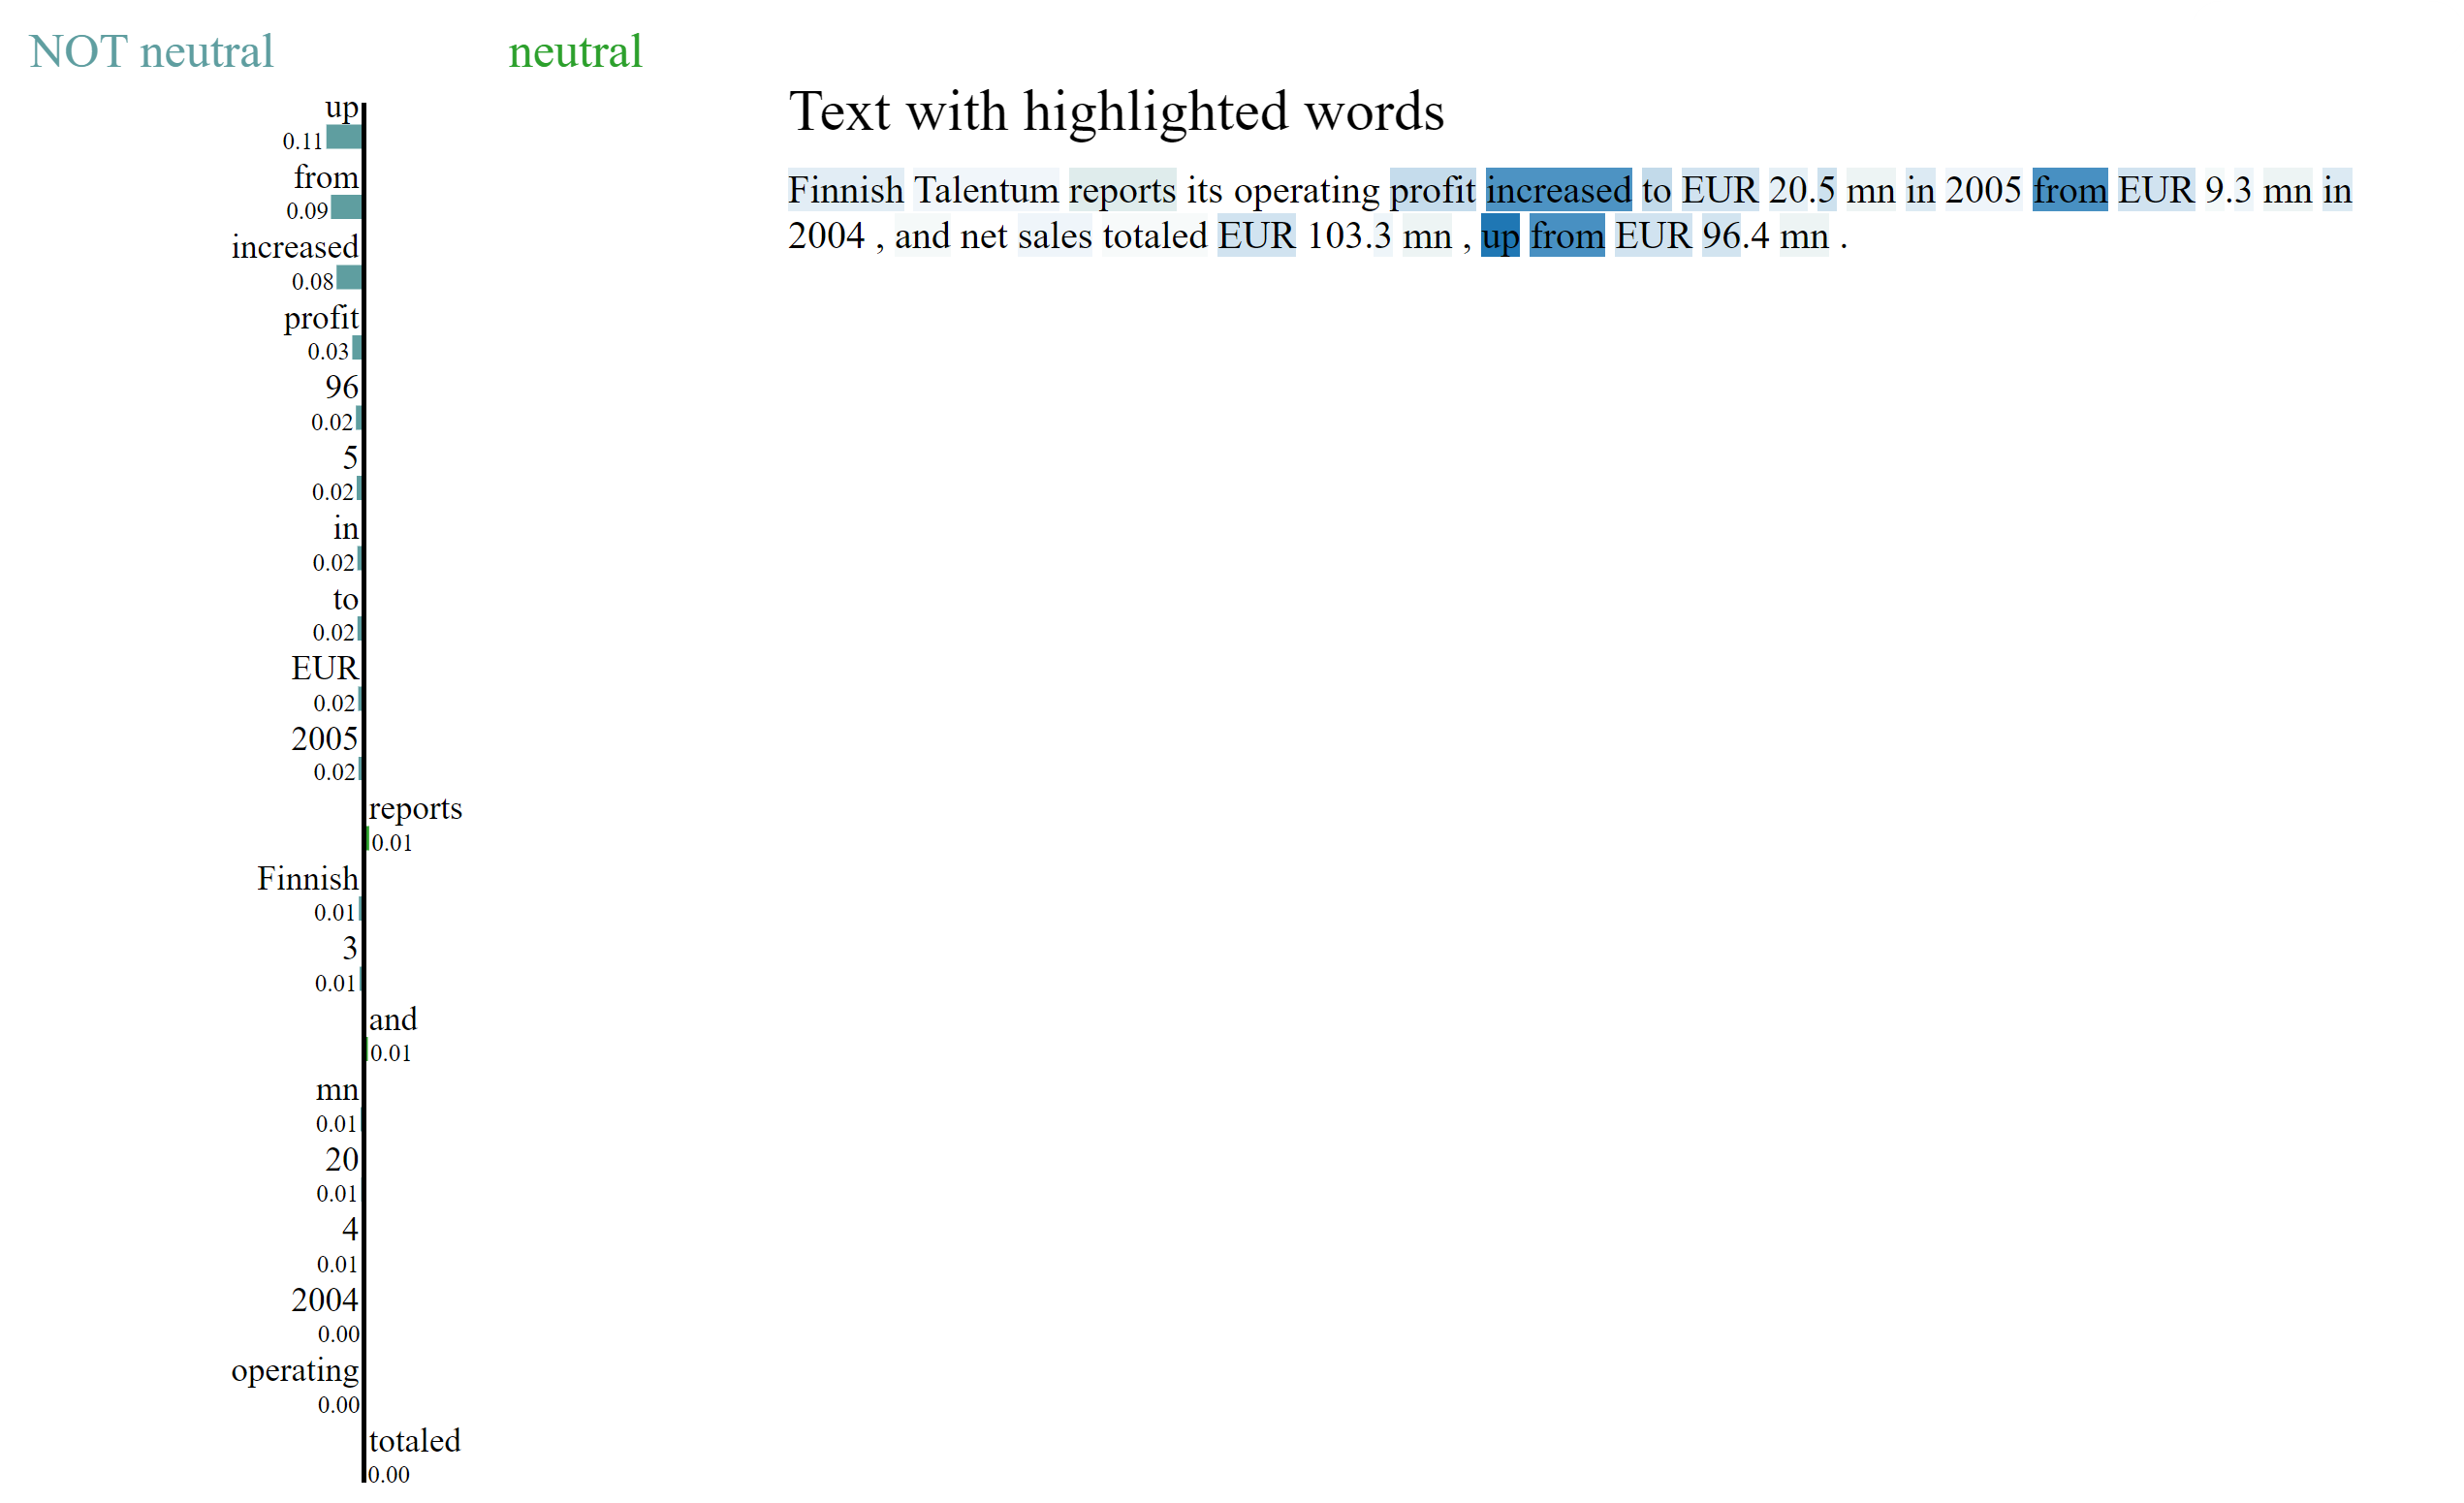 NOT neutral
neutral
up
0.11
from
0.09
increased
0.08
profit
0.03
96
0.02
5
0.02
in
0.02
to
0.02
EUR
0.02
2005
0.02
reports
0.01
Finnish
0.01
3
0.01
and
0.01
mn
0.01
20
0.01
4
0.01
2004
0.00
operating
0.00
totaled
0.00
Text with highlighted words
Finnish Talentum reports its operating profit increased to EUR 20.5 mn in 2005 from EUR 9.3 mn in
2004 , and net sales totaled EUR 103.3 mn , up from EUR 96.4 mn .